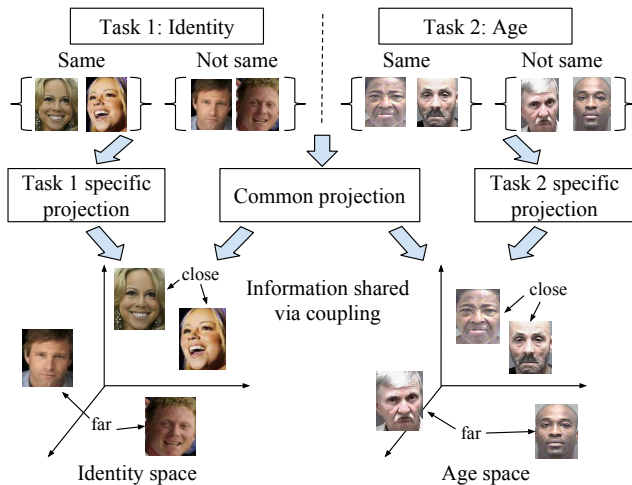 Task 1: Identity
Task 2: Age
Same
Not same
Same
Not same
Task 1 specific
projection
Common projection
Task 2 specific
projection
close
Information shared
via coupling
close
far
far
Identity space
Age space